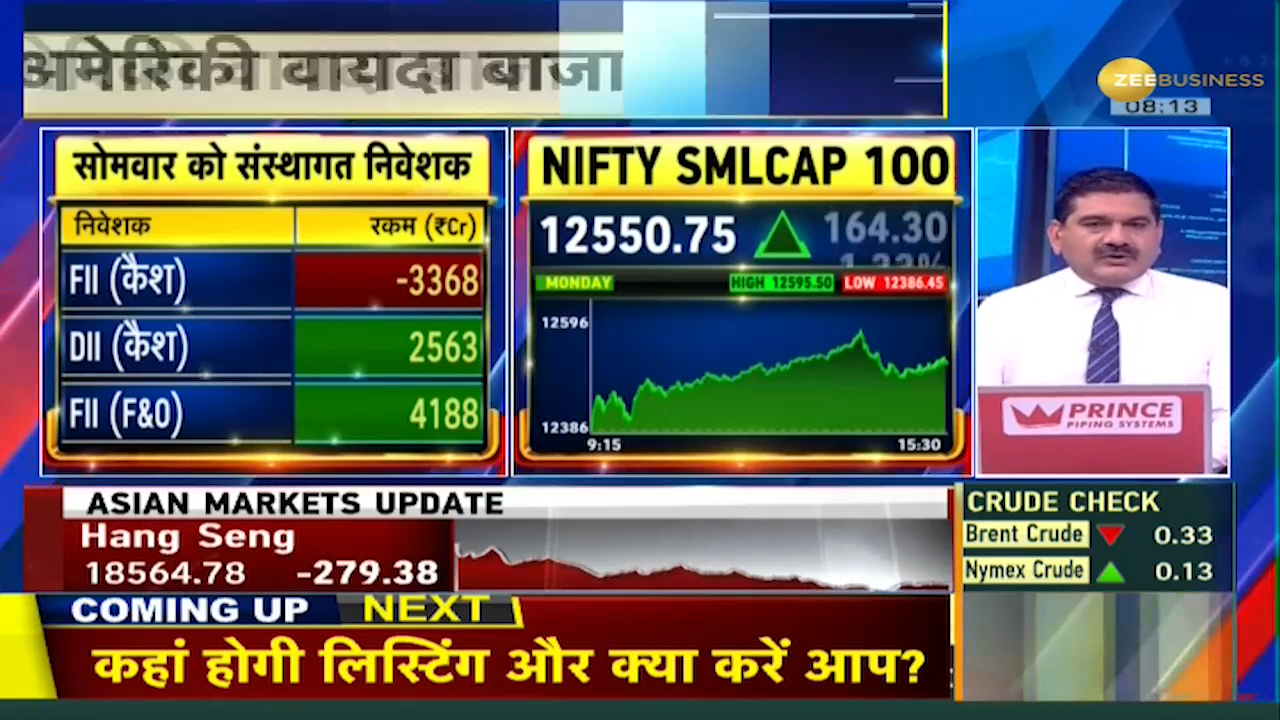 ZEEBUSINESS
08:13
सोमवार को संस्थागत निवेशक
निवेशक रकम (₹Cr)
FII (कैश) -3368
DII (कैश) 2563
FII (F&O) 4188
NIFTY SMLCAP 100
12550.75 164.30
MONDAY HIGH 12595.50 LOW 12386.45
12596
12386
9:15 15:30
PRINCE
PIPING SYSTEMS
ASIAN MARKETS UPDATE
Hang Seng
18564.78 -279.38
CRUDE CHECK
Brent Crude 0.33
Nymex Crude 0.13
COMING UP NEXT
कहां होगी लिस्टिंग और क्या करें आप?